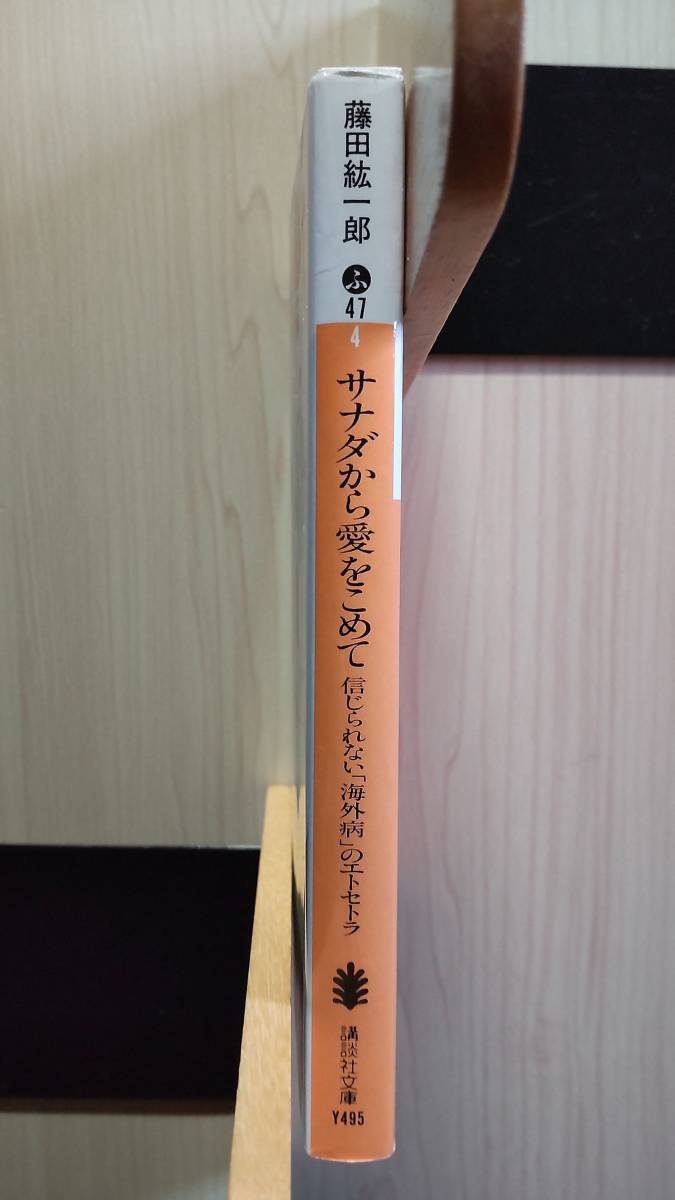 藤田紘一郎
ふ
47
4
サナダから愛をこめて
信じられない「海外病」のエトセトラ
講談社文庫
Y495